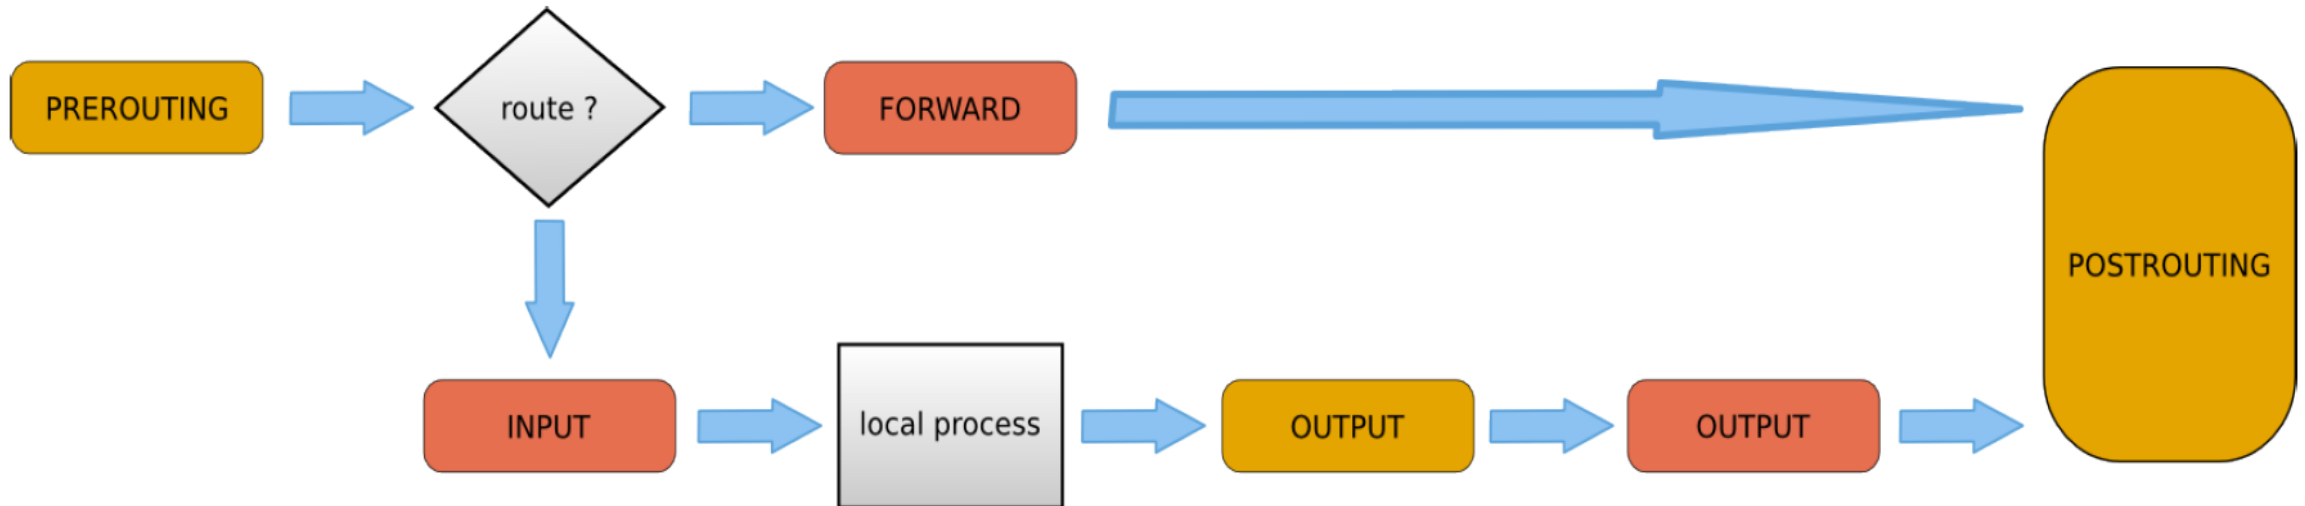 PREROUTING
route ?
FORWARD
POSTROUTING
INPUT
local process
OUTPUT
OUTPUT